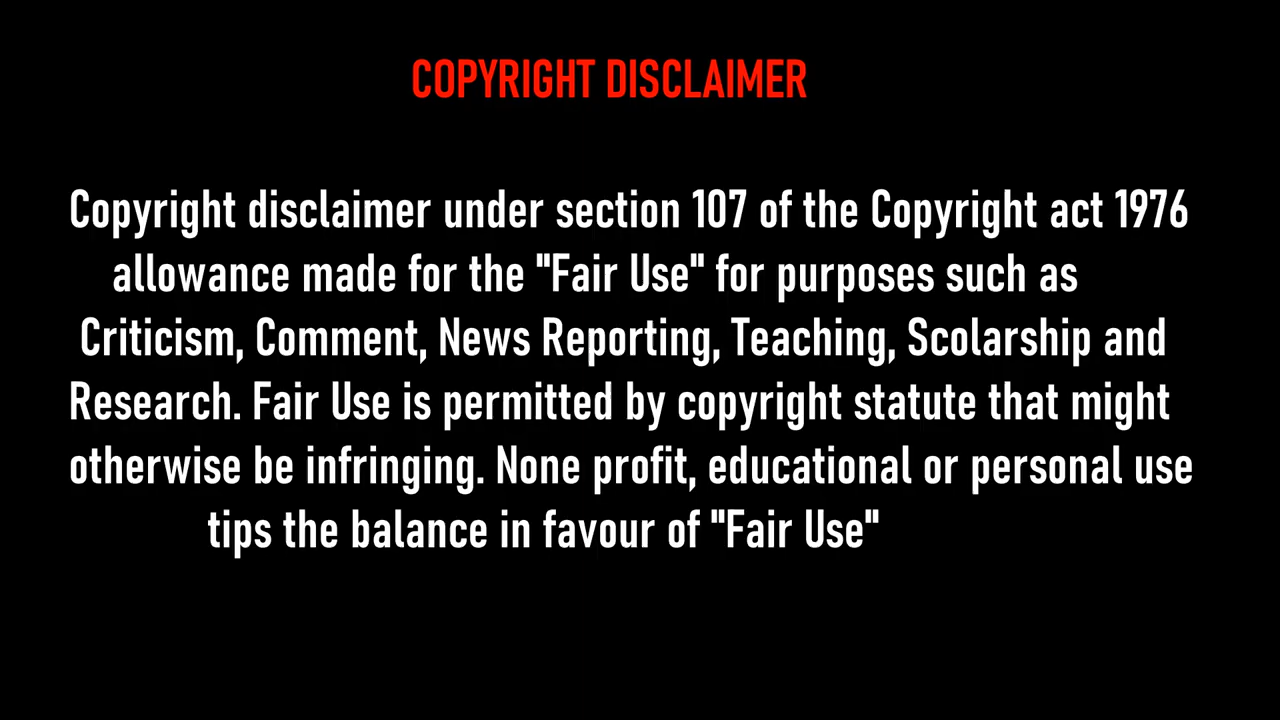 COPYRIGHT DISCLAIMER
Copyright disclaimer under section 107 of the Copyright act 1976
allowance made for the "Fair Use" for purposes such as
Criticism, Comment, News Reporting, Teaching, Scolarship and
Research. Fair Use is permitted by copyright statute that might
otherwise be infringing. None profit, educational or personal use
tips the balance in favour of "Fair Use"